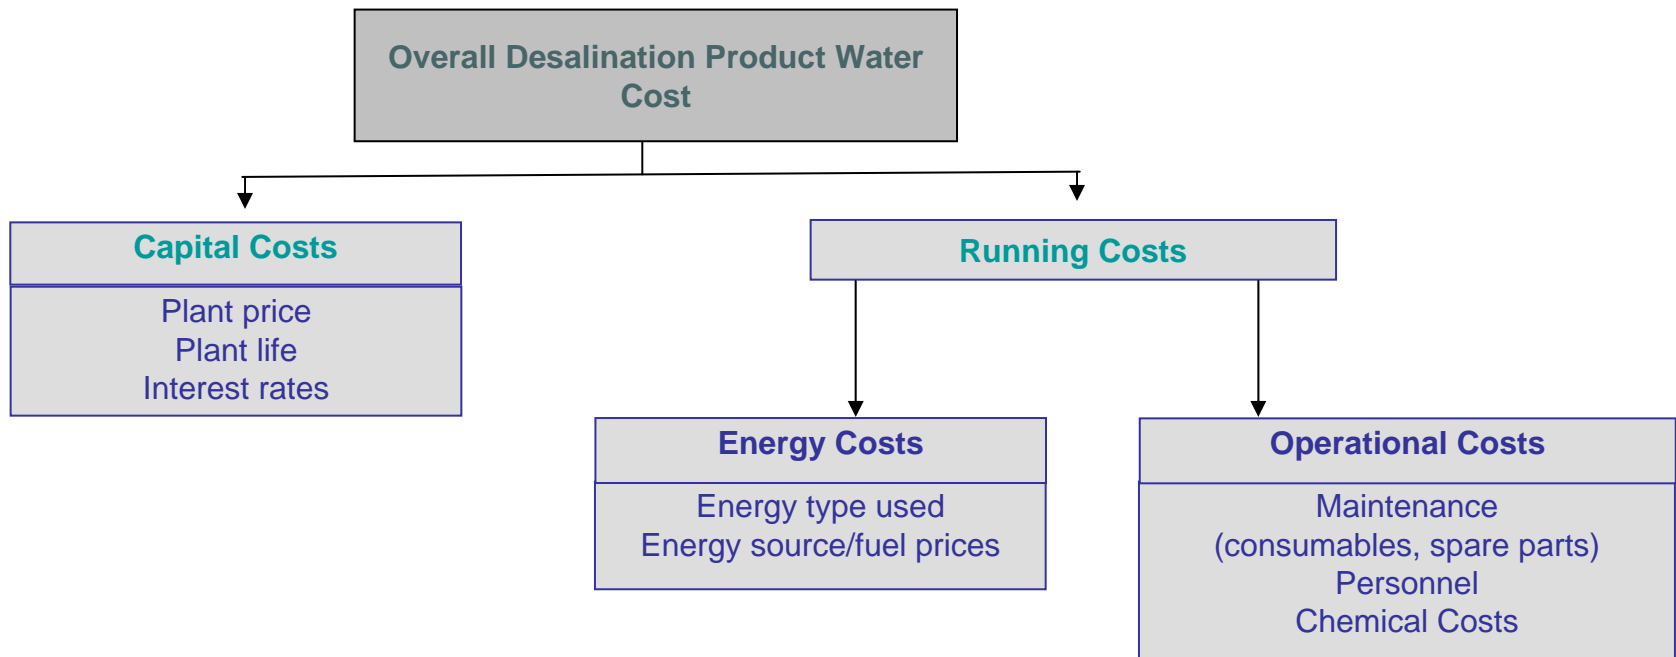 Overall Desalination Product Water
Cost
Capital Costs
Plant price
Plant life
Interest rates
Running Costs
Energy Costs
Energy type used
Energy source/fuel prices
Operational Costs
Maintenance
(consumables, spare parts)
Personnel
Chemical Costs